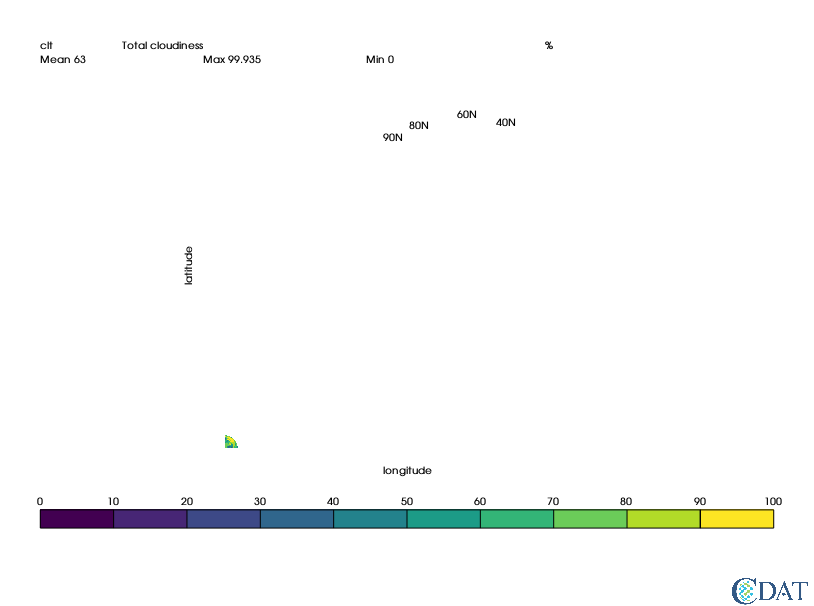 clt Total cloudiness %
Mean 63 Max 99.935 Min 0
60N
40N
80N
90N
latitude
longitude
0 10 20 30 40 50 60 70 80 90 100
CDAT